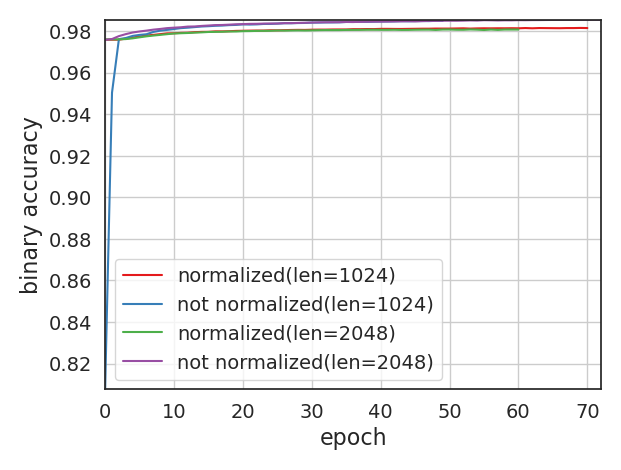 0.98
0.96
0.94
0.92
0.90
0.88
0.86
0.84
0.82
binary accuracy
normalized(len=1024)
not normalized(len=1024)
normalized(len=2048)
not normalized(len=2048)
0 10 20 30 40 50 60 70
epoch